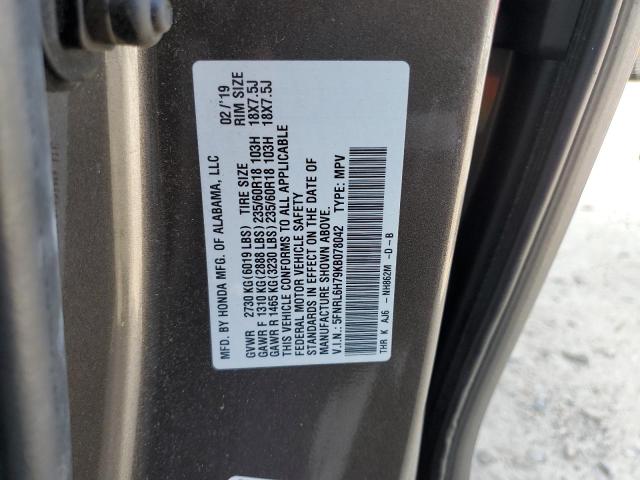 MFD. BY HONDA MFG. OF ALABAMA, LLC 02/'19
TIRE SIZE RIM SIZE
GVWR 2730 KG(6019 LBS)
GAWR F 1310 KG(2888 LBS) 235/60R18 103H 18X7.5J
GAWR R 1465 KG(3230 LBS) 235/60R18 103H 18X7.5J
THIS VEHICLE CONFORMS TO ALL APPLICABLE
FEDERAL MOTOR VEHICLE SAFETY
STANDARDS IN EFFECT ON THE DATE OF
MANUFACTURE SHOWN ABOVE.
V.I.N.: 5FNRL6H79KB078042 TYPE: MPV
THR K AJ6 - NH862M -D-B